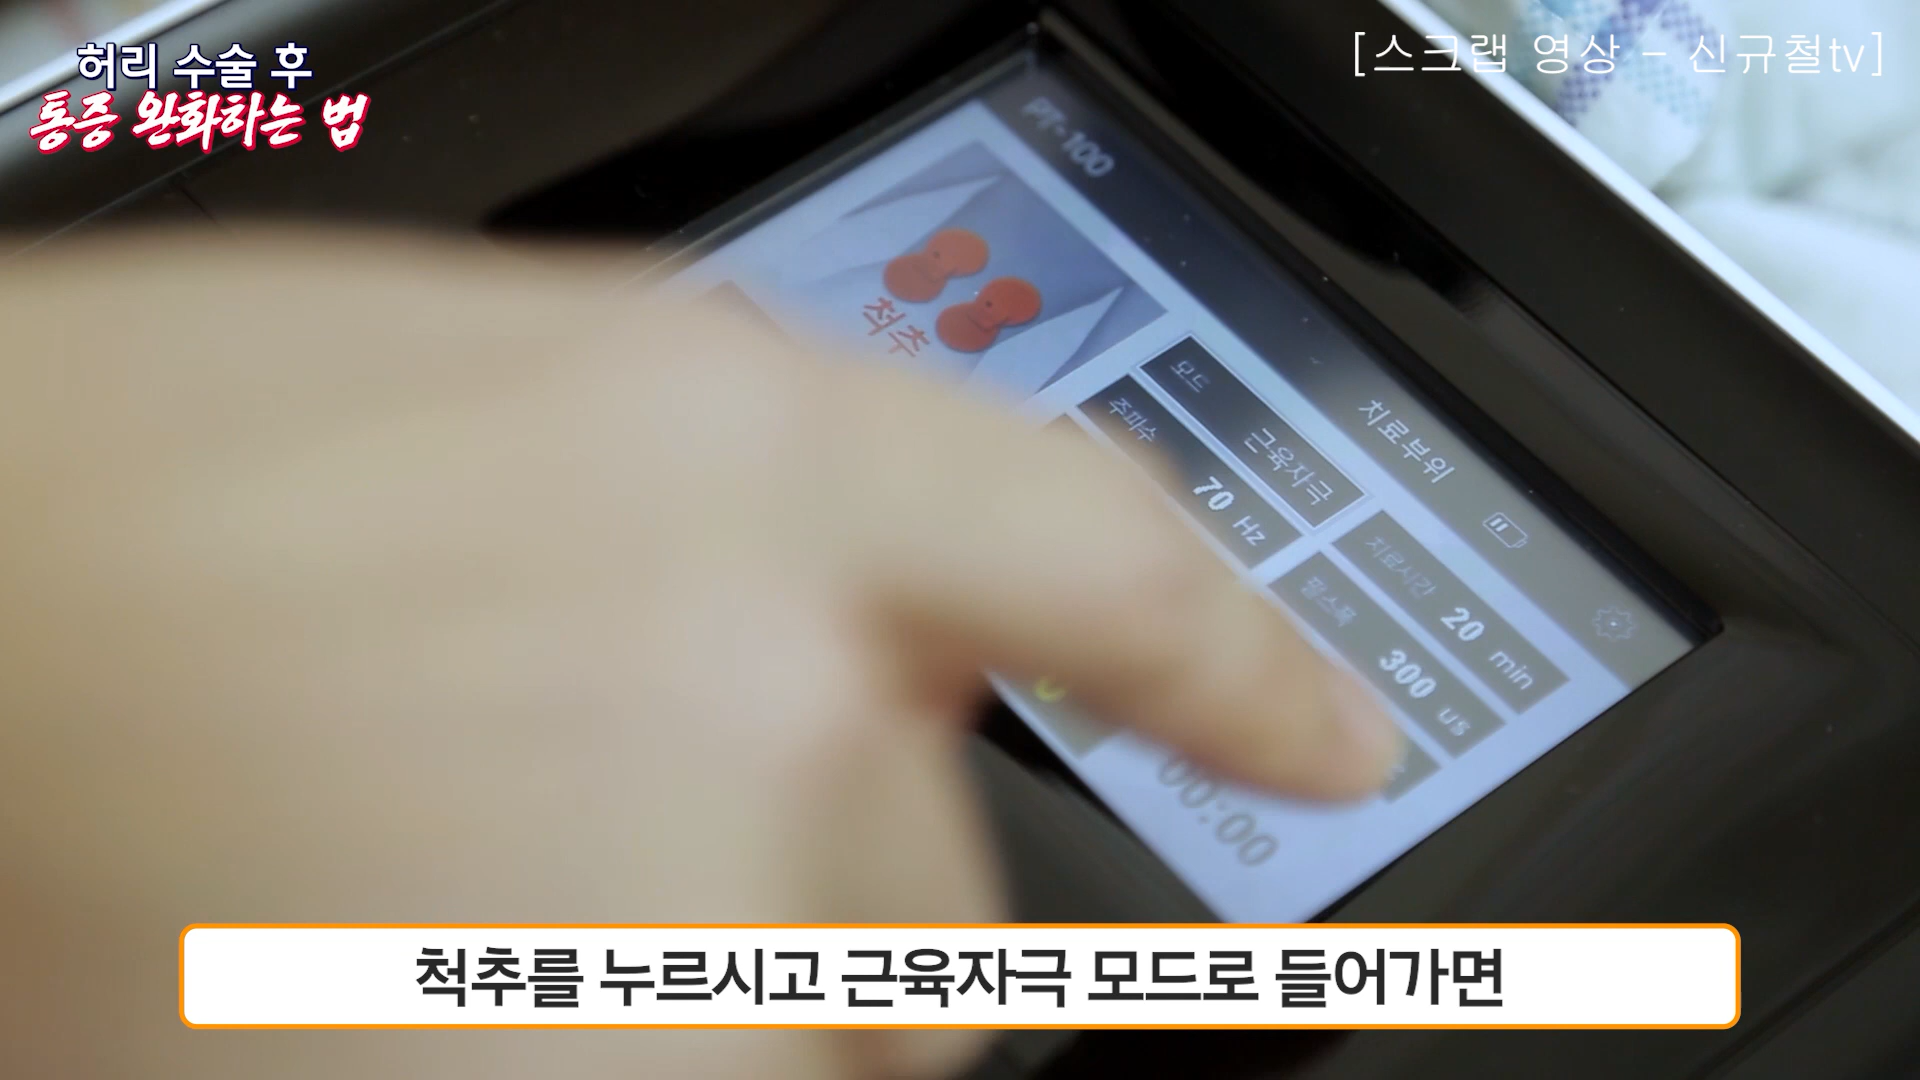 허리 수술 후
통증 완화하는 법
[스크랩 영상 - 신규철tv]
PT-100
치료부위
척추
모드 근육자극
치료시간 20 min
주파수 70 Hz
펄스폭 300 us
00:00
척추를 누르시고 근육자극 모드로 들어가면